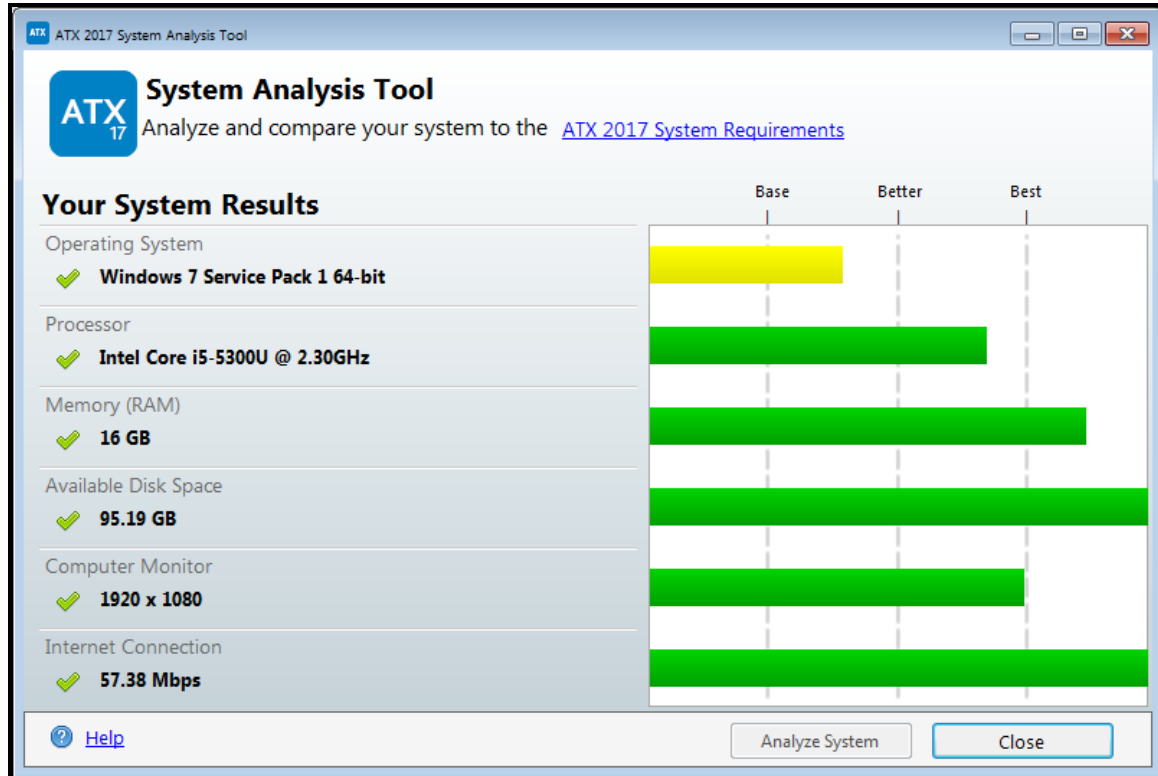 ATX ATX 2017 System Analysis Tool
ATX 17
System Analysis Tool
Analyze and compare your system to the ATX 2017 System Requirements
Your System Results
Base Better Best
Operating System
Windows 7 Service Pack 1 64-bit
Processor
Intel Core i5-5300U @ 2.30GHz
Memory (RAM)
16 GB
Available Disk Space
95.19 GB
Computer Monitor
1920 x 1080
Internet Connection
57.38 Mbps
? Help
Analyze System
Close